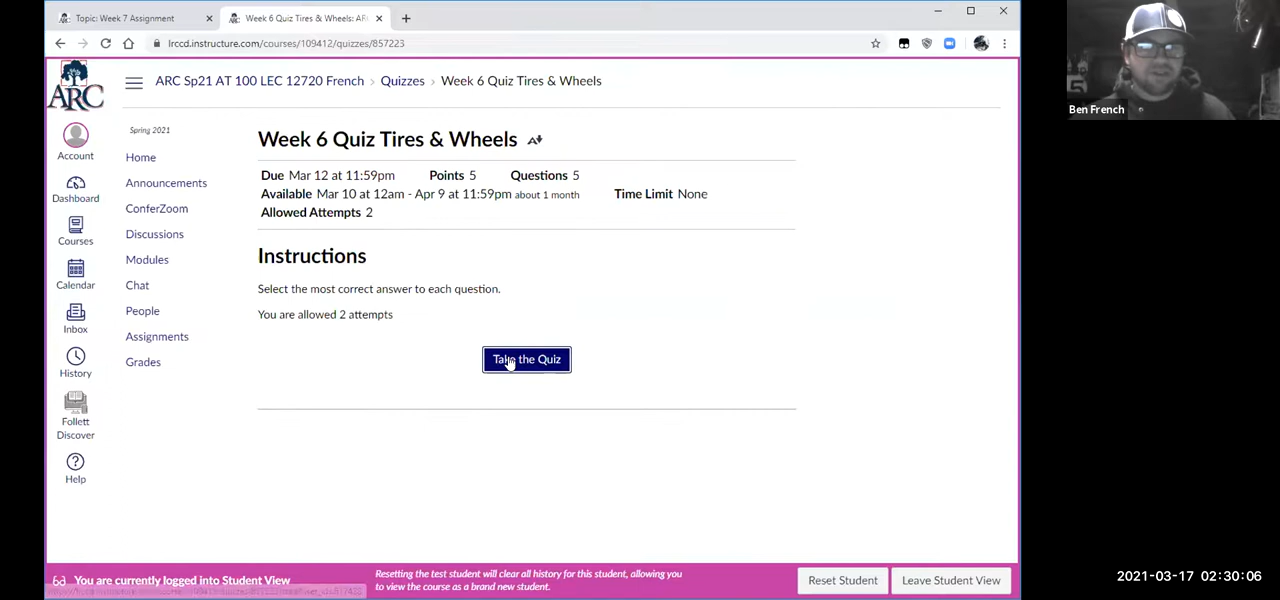 Topic: Week 7 Assignment
Week 6 Quiz Tires & Wheels: AR
lrccd.instructure.com/courses/109412/quizzes/857223
Ben French
ARC
ARC Sp21 AT 100 LEC 12720 French > Quizzes > Week 6 Quiz Tires & Wheels
Account
Dashboard
Courses
Calendar
Inbox
History
Follett
Discover
Help
Spring 2021
Home
Announcements
ConferZoom
Discussions
Modules
Chat
People
Assignments
Grades
Week 6 Quiz Tires & Wheels
Due Mar 12 at 11:59pm Points 5 Questions 5
Available Mar 10 at 12am - Apr 9 at 11:59pm about 1 month Time Limit None
Allowed Attempts 2
Instructions
Select the most correct answer to each question.
You are allowed 2 attempts
Take the Quiz
You are currently logged into Student View
Resetting the test student will clear all history for this student, allowing you
to view the course as a brand new student.
Reset Student
Leave Student View
2021-03-17 02:30:06